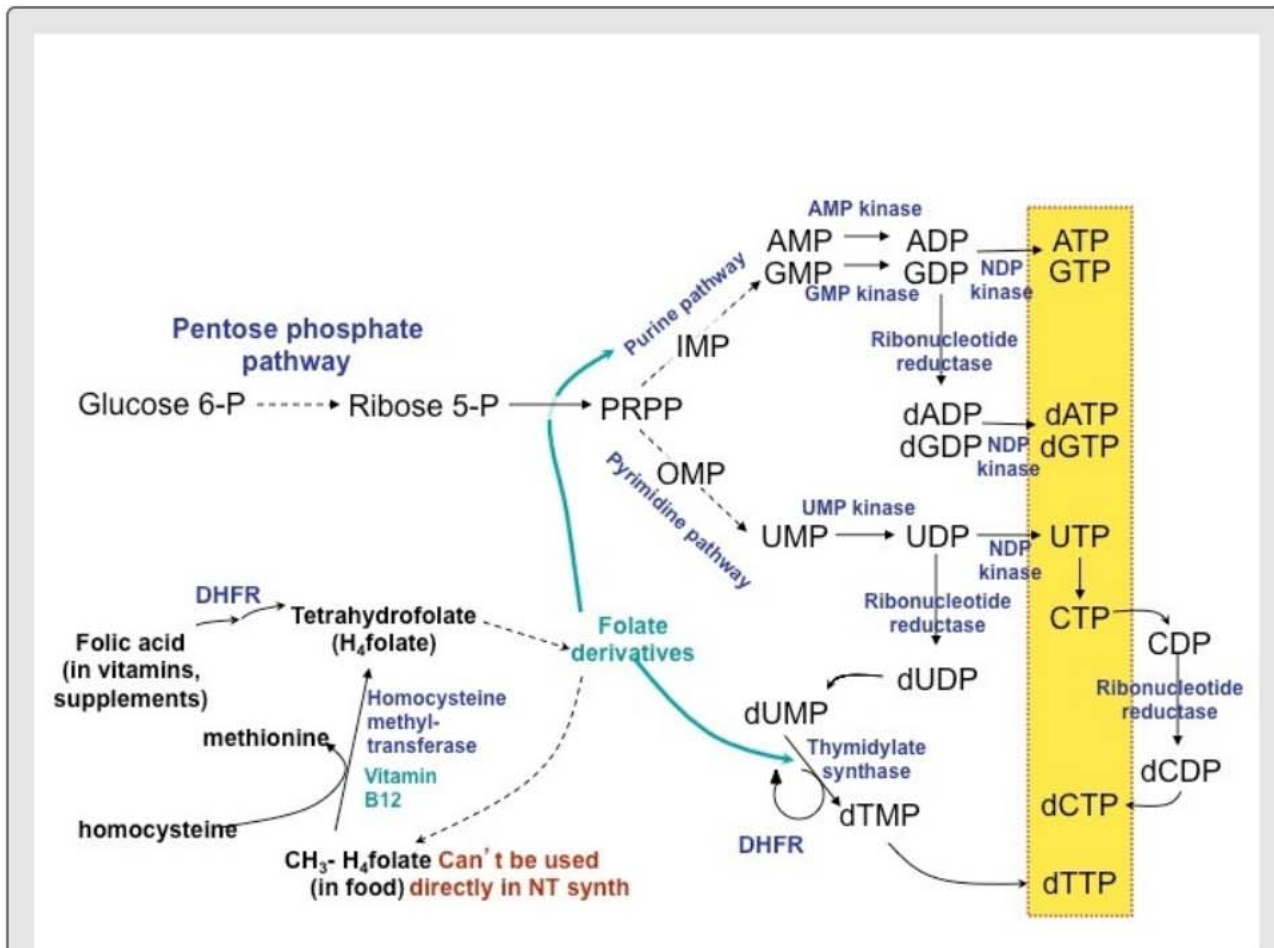 AMP kinase
AMP
ADP
ATP
GMP
GDP
NDP
kinase
GTP
GMP kinase
Purine pathway
Pentose phosphate
pathway
IMP
Ribonucleotide
reductase
Glucose 6-P
Ribose 5-P
PRPP
dADP
dATP
dGDP
NDP
kinase
dGTP
OMP
Pyrimidine pathway
UMP kinase
UMP
UDP
NDP
kinase
UTP
DHFR
Tetrahydrofolate
(H₄folate)
Folic acid
(in vitamins,
supplements)
Folate
derivatives
Ribonucleotide
reductase
CTP
CDP
Ribonucleotide
reductase
dUDP
Homocysteine
methyl-
transferase
methionine
Vitamin
B12
dUMP
Thymidylate
synthase
dCDP
homocysteine
dTMP
dCTP
DHFR
CH₃- H₄folate Can't be used
(in food) directly in NT synth
dTTP